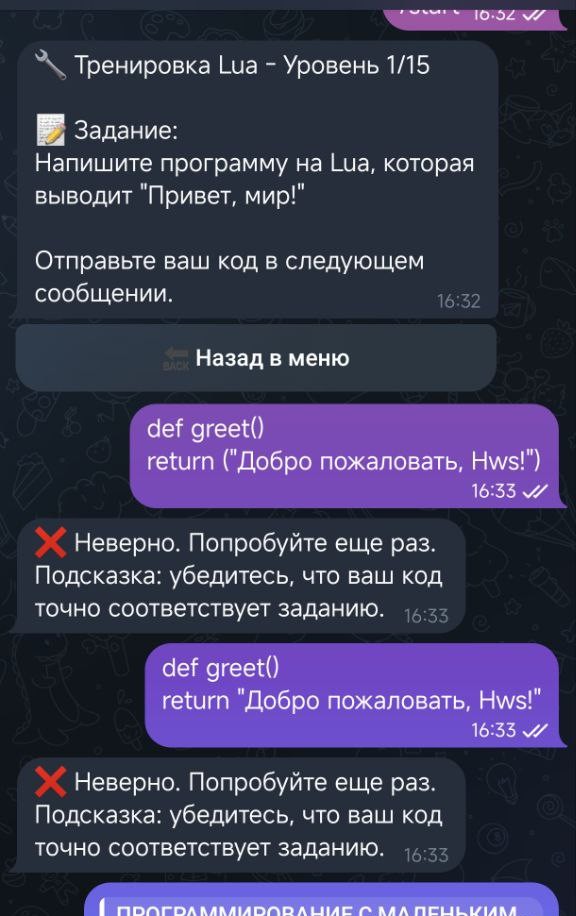 /start 16:32
Тренировка Lua - Уровень 1/15
Задание:
Напишите программу на Lua, которая
выводит "Привет, мир!"
Отправьте ваш код в следующем
сообщении.
16:32
BACK Назад в меню
def greet()
return ("Добро пожаловать, Hws!")
16:33
Неверно. Попробуйте еще раз.
Подсказка: убедитесь, что ваш код
точно соответствует заданию. 16:33
def greet()
return "Добро пожаловать, Hws!"
16:33
Неверно. Попробуйте еще раз.
Подсказка: убедитесь, что ваш код
точно соответствует заданию. 16:33
ПРОГРАММИРОВАНИЕ С МАЛЕНЬКИМ